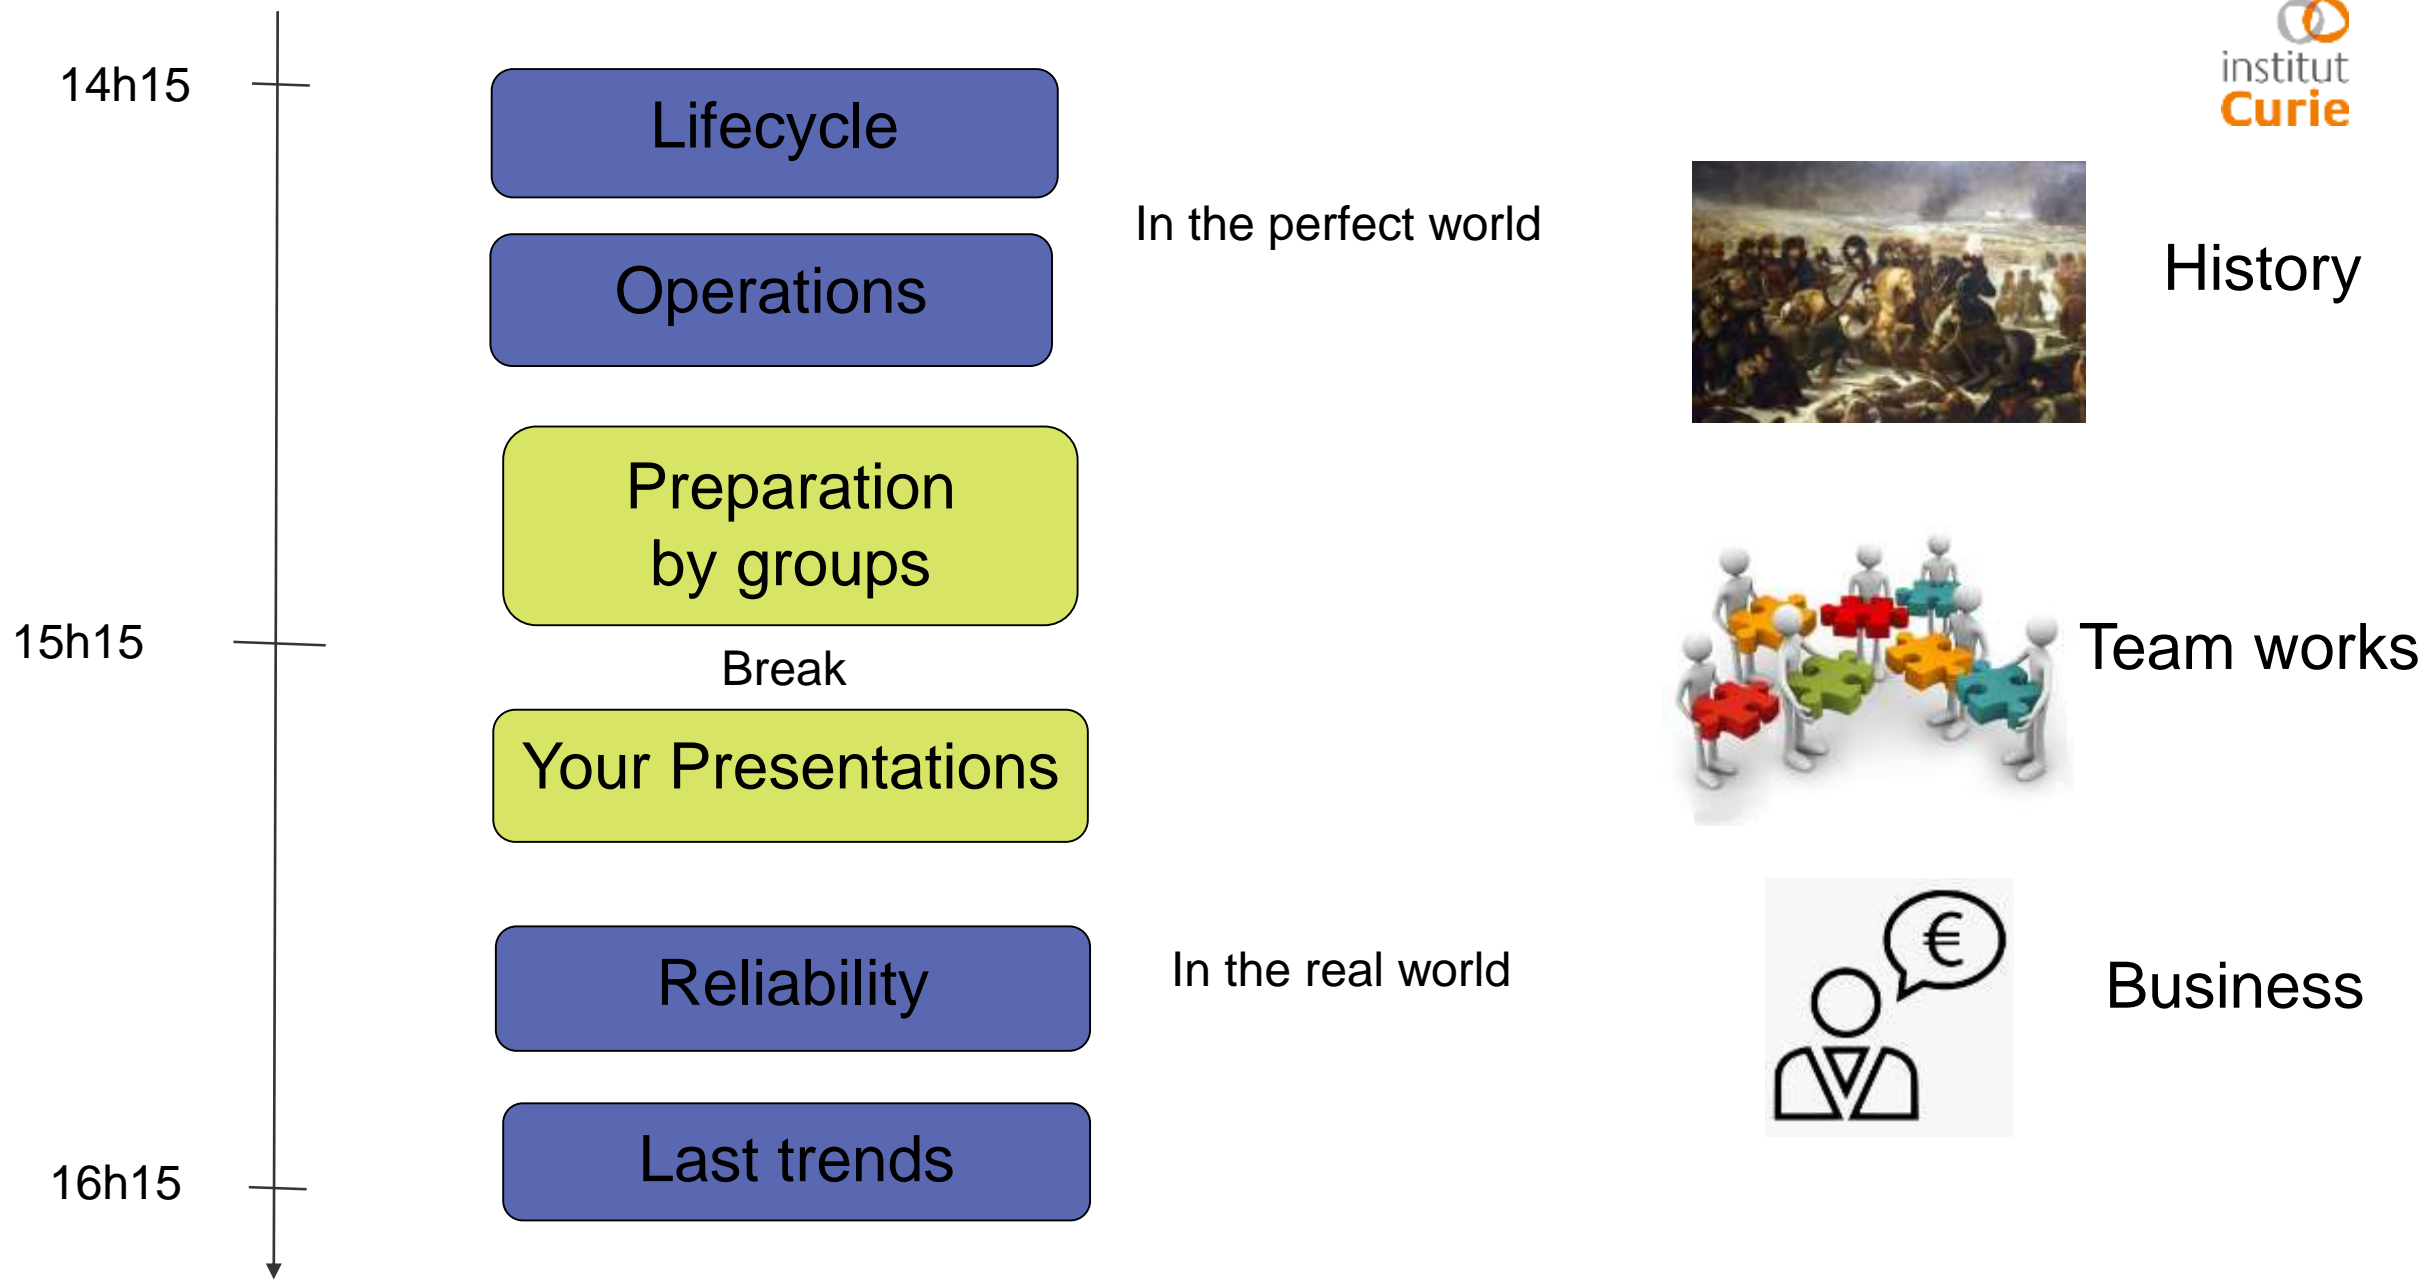 institut
Curie
14h15
Lifecycle
In the perfect world
Operations
History
Preparation
by groups
15h15
Break
Team works
Your Presentations
€
Reliability
In the real world
Business
Last trends
16h15